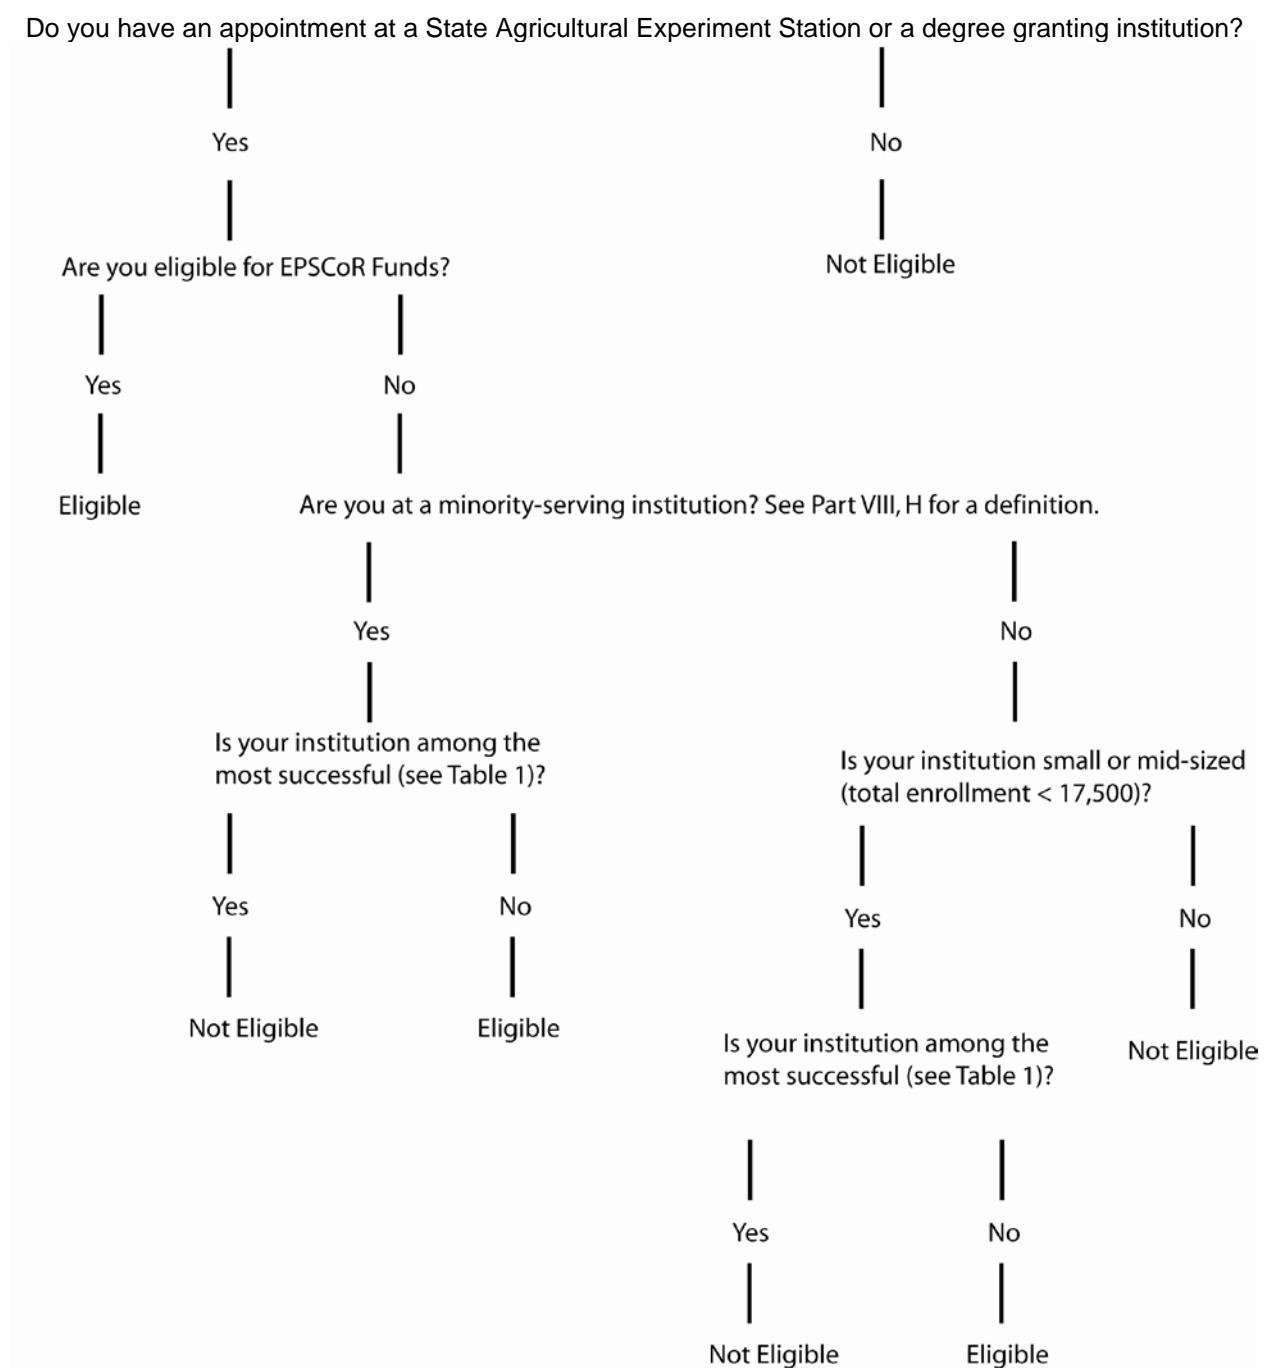 Do you have an appointment at a State Agricultural Experiment Station or a degree granting institution?
Yes
No
Are you eligible for EPSCoR Funds?
Not Eligible
Yes
No
Eligible
Are you at a minority-serving institution? See Part VIII, H for a definition.
Yes
No
Is your institution among the
most successful (see Table 1)?
Is your institution small or mid-sized
(total enrollment < 17,500)?
Yes
No
Yes
No
Not Eligible
Eligible
Is your institution among the
most successful (see Table 1)?
Not Eligible
Yes
No
Not Eligible
Eligible